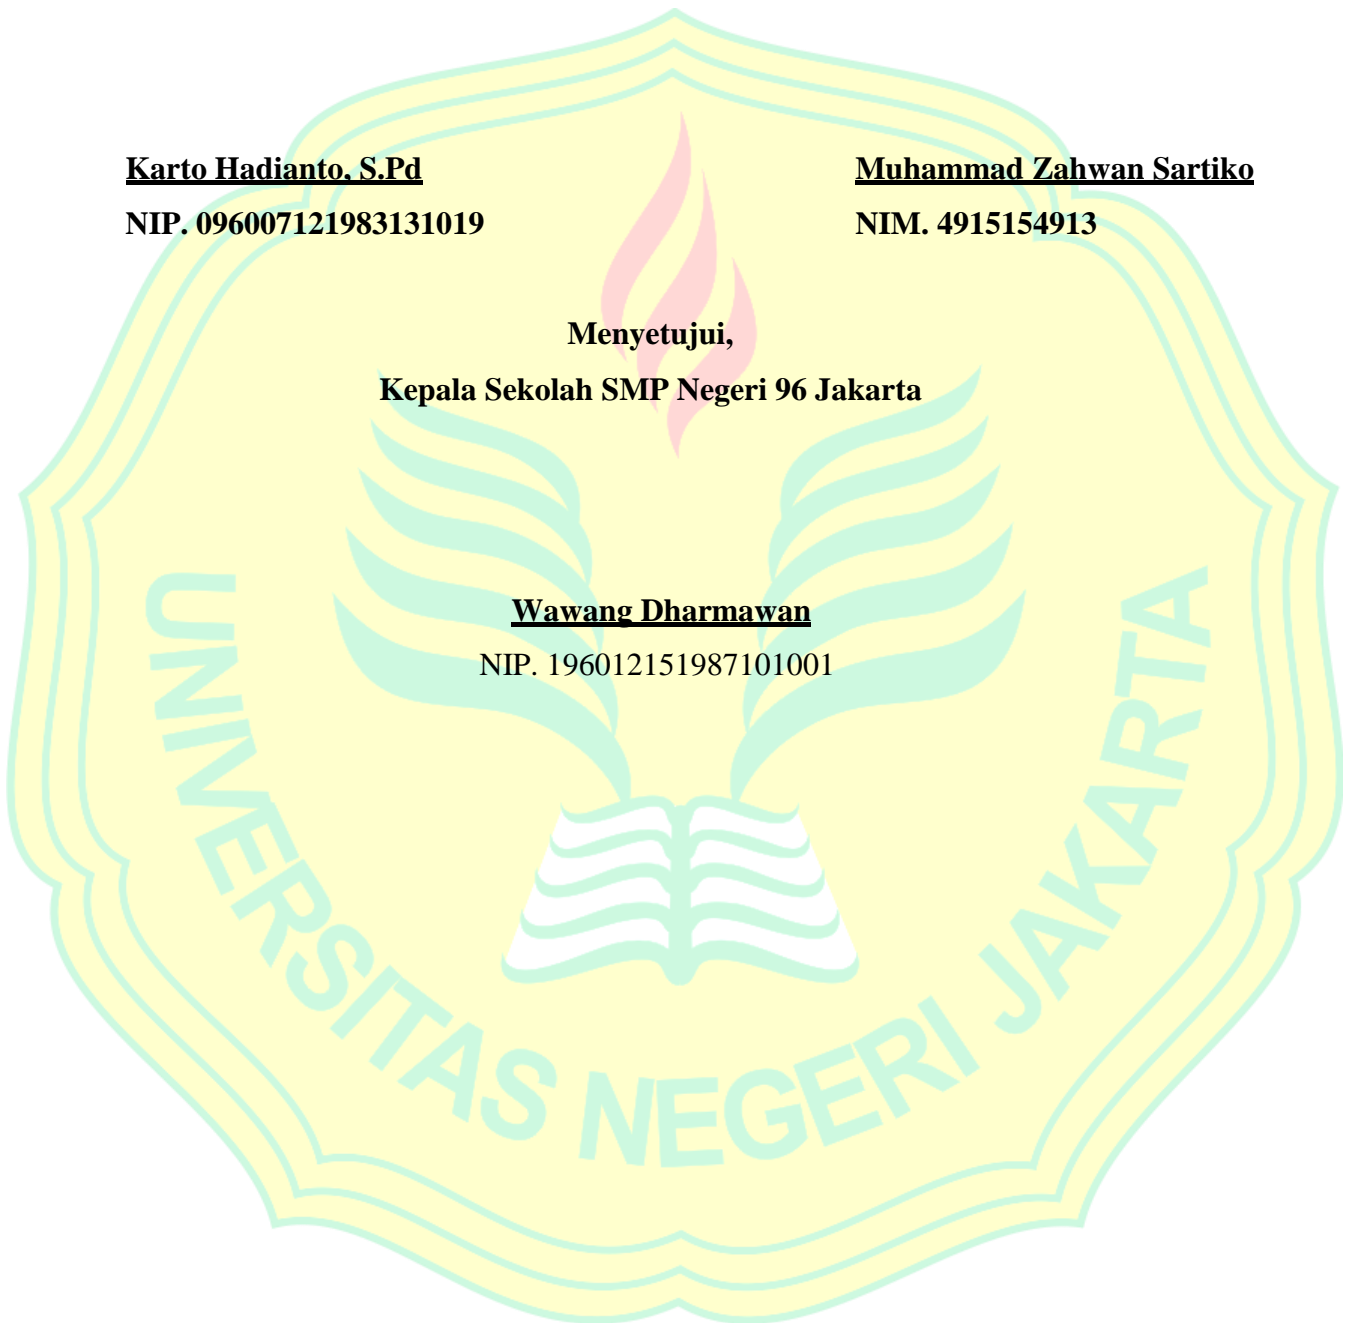 Karto Hadianto, S.Pd
Muhammad Zahwan Sartiko
NIP. 096007121983131019
NIM. 4915154913
Menyetujui,
Kepala Sekolah SMP Negeri 96 Jakarta
Wawang Dharmawan
NIP. 196012151987101001
UNIVERSITAS NEGERI JAKARTA